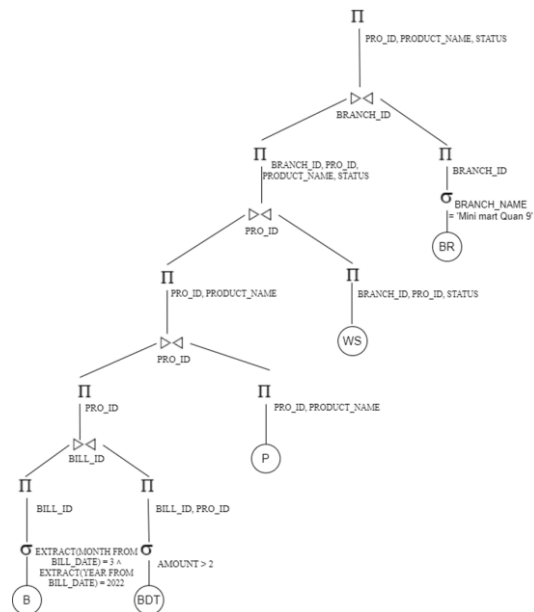 Π
PRO_ID, PRODUCT_NAME, STATUS
BRANCH_ID
Π
BRANCH_ID, PRO_ID,
PRODUCT_NAME, STATUS
Π
BRANCH_ID
σ
BRANCH_NAME
= 'Mini mart Quan 9'
BR
PRO_ID
Π
PRO_ID, PRODUCT_NAME
Π
BRANCH_ID, PRO_ID, STATUS
WS
PRO_ID
Π
PRO_ID
Π
PRO_ID, PRODUCT_NAME
P
BILL_ID
Π
BILL_ID
Π
BILL_ID, PRO_ID
σ
EXTRACT(MONTH FROM
BILL_DATE) = 3 ∧
EXTRACT(YEAR FROM
BILL_DATE) = 2022
σ
AMOUNT > 2
B
BDT